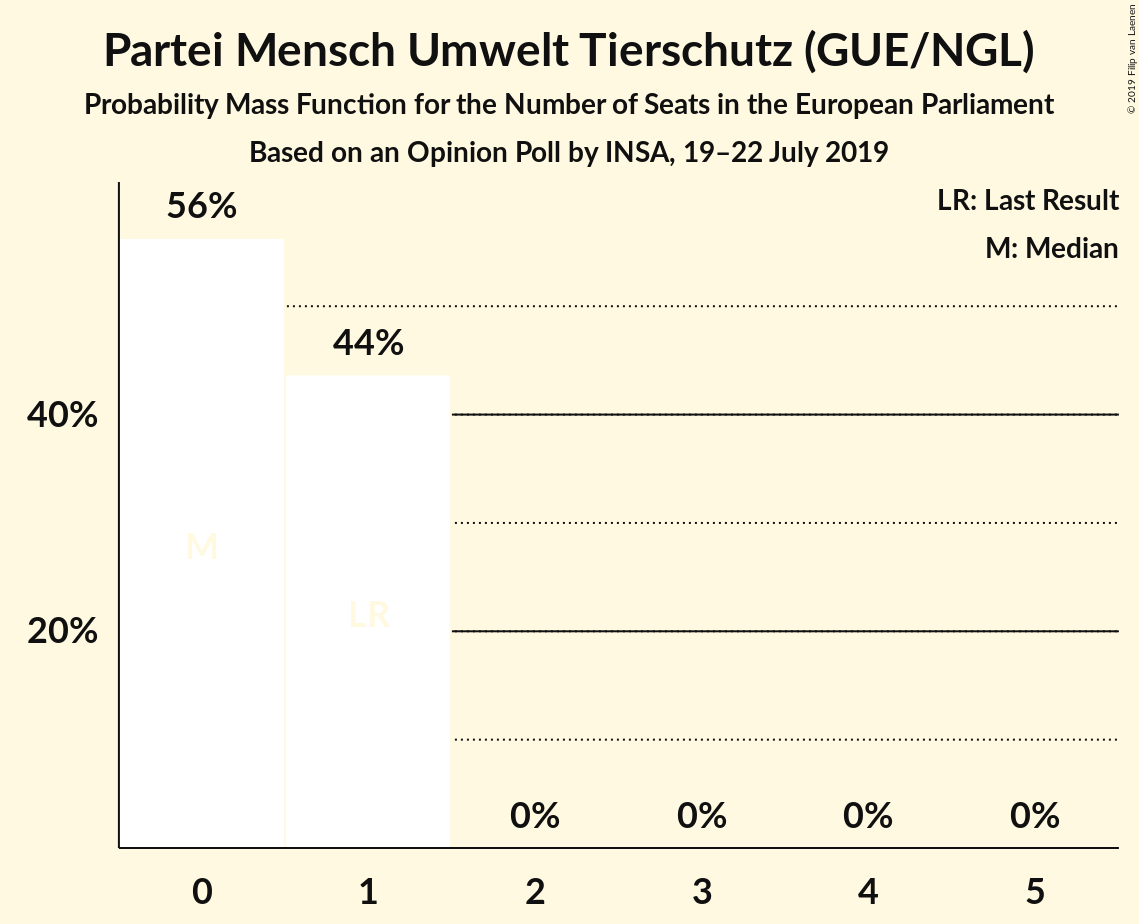 Partei Mensch Umwelt Tierschutz (GUE/NGL)
Probability Mass Function for the Number of Seats in the European Parliament
Based on an Opinion Poll by INSA, 19–22 July 2019
© 2019 Filip van Laenen
LR: Last Result
M: Median
56%
44%
40%
M
LR
20%
0% 0% 0% 0%
0 1 2 3 4 5